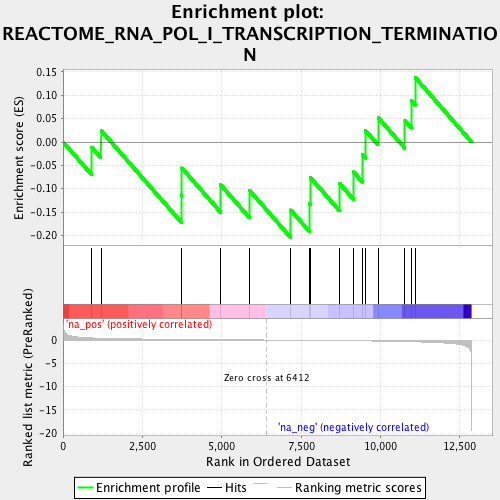 Enrichment plot:
REACTOME_RNA_POL_I_TRANSCRIPTION_TERMINATIO
N
Enrichment score (ES)
0.15
0.10
0.05
0.00
-0.05
-0.10
-0.15
-0.20
'na_pos' (positively correlated)
Ranked list metric (PreRanked)
0
-5
-10
-15
-20
Zero cross at 6412
'na_neg' (negatively correlated)
0
2,500
5,000
7,500
10,000
12,500
Rank in Ordered Dataset
Enrichment profile
Hits
Ranking metric scores